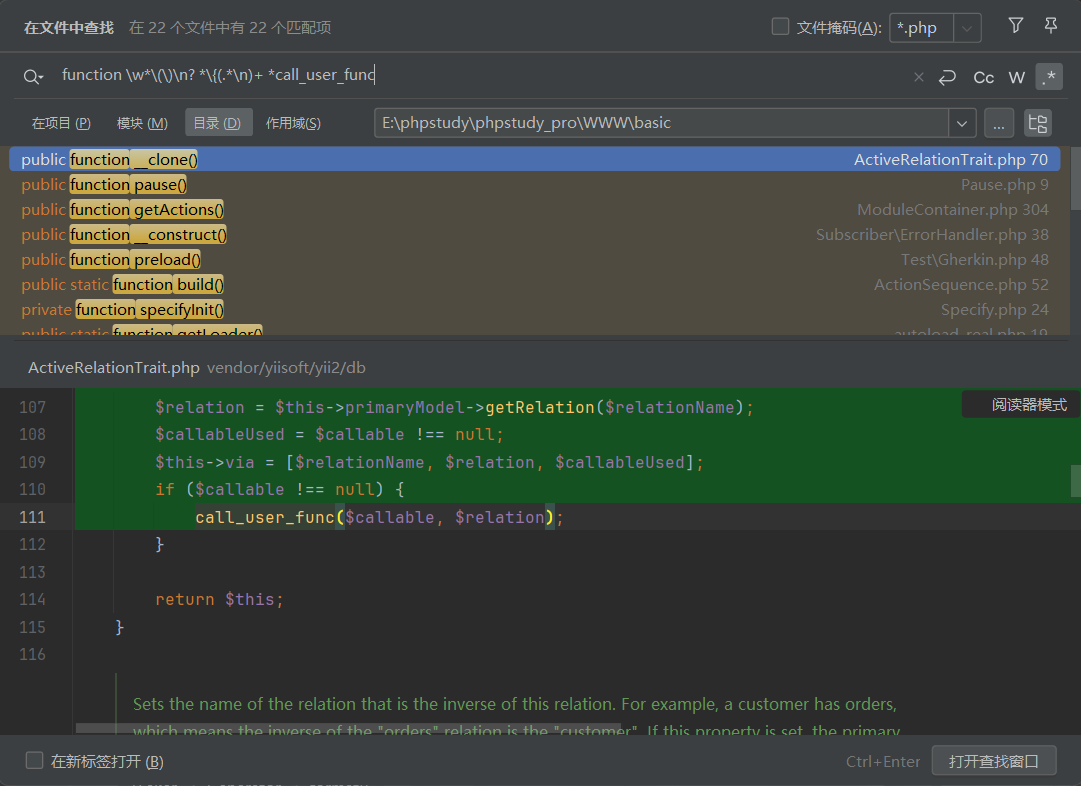 在文件中查找 在 22 个文件中有 22 个匹配项 文件掩码(A): *.php
function \w*\(\)\n? *\{(.*\n)+ *call_user_func × Cc W .*
在项目 (P) 模块 (M) 目录 (D) 作用域(S) E:\phpstudy\phpstudy_pro\WWW\basic ...
public function __clone() ActiveRelationTrait.php 70
public function pause() Pause.php 9
public function getActions() ModuleContainer.php 304
public function __construct() Subscriber\ErrorHandler.php 38
public function preload() Test\Gherkin.php 48
public static function build() ActionSequence.php 52
private function specifyInit() Specify.php 24
public static function getLoader() autoload_real.php 19
ActiveRelationTrait.php vendor/yiisoft/yii2/db
107 $relation = $this->primaryModel->getRelation($relationName);
阅读器模式
108 $callableUsed = $callable !== null;
109 $this->via = [$relationName, $relation, $callableUsed];
110 if ($callable !== null) {
111 call_user_func($callable, $relation);
112 }
113
114 return $this;
115 }
116
Sets the name of the relation that is the inverse of this relation. For example, a customer has orders,
which means the inverse of the "orders" relation is the "customer". If this property is set, the primary
在新标签打开 (B) Ctrl+Enter 打开查找窗口